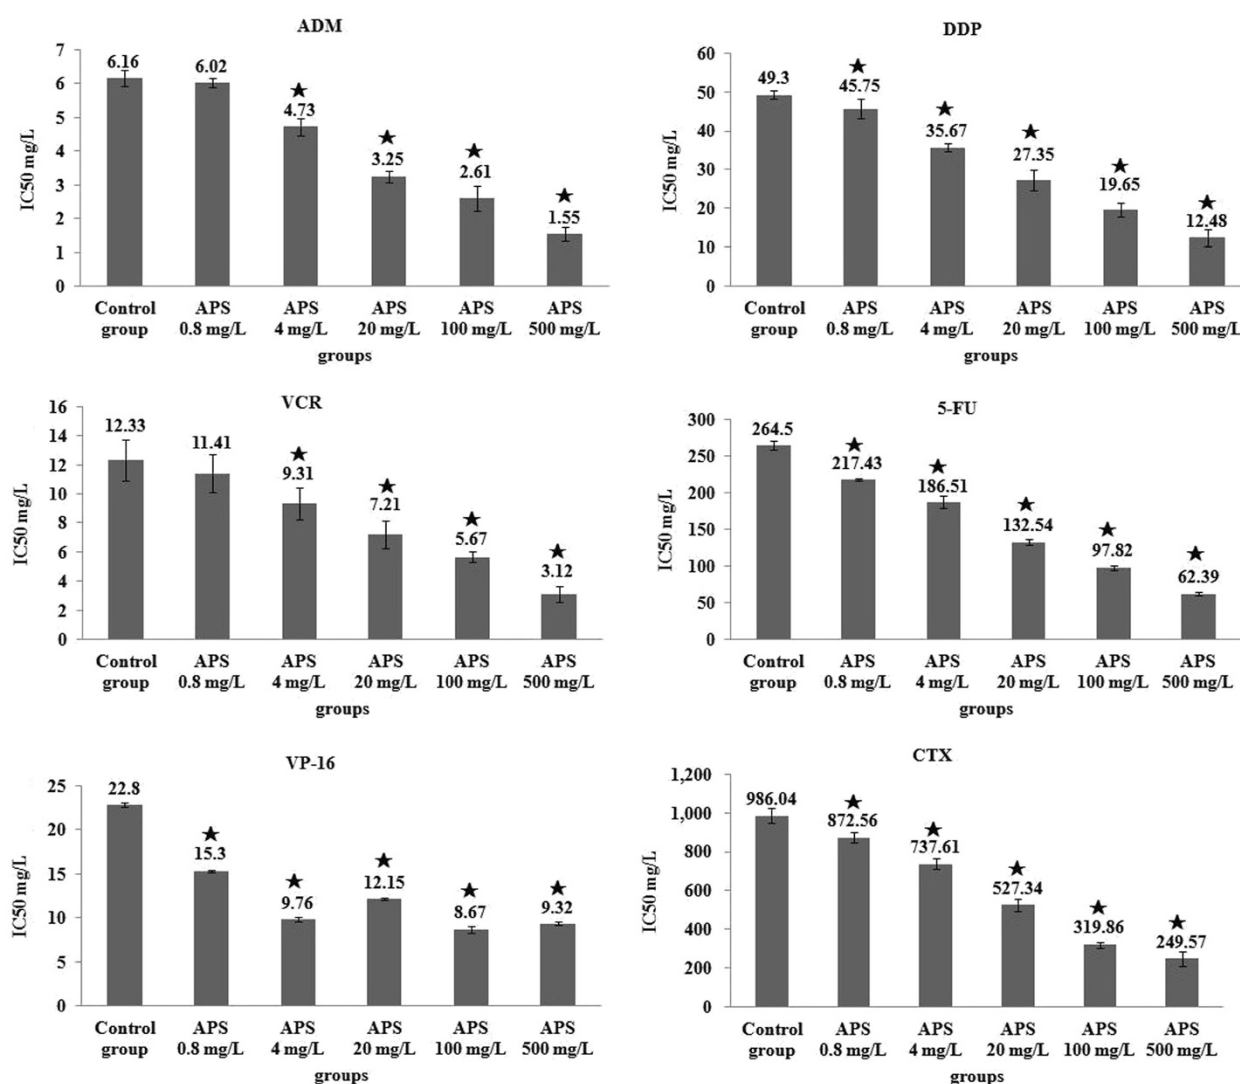 ADM
IC50 mg/L
7
6
5
4
3
2
1
0
6.16
6.02
★
4.73
★
3.25
★
2.61
★
1.55
Control group
APS 0.8 mg/L
APS 4 mg/L
APS 20 mg/L
APS 100 mg/L
APS 500 mg/L
groups
DDP
IC50 mg/L
60
50
40
30
20
10
0
49.3
★
45.75
★
35.67
★
27.35
★
19.65
★
12.48
Control group
APS 0.8 mg/L
APS 4 mg/L
APS 20 mg/L
APS 100 mg/L
APS 500 mg/L
groups
VCR
IC50 mg/L
16
14
12
10
8
6
4
2
0
12.33
11.41
★
9.31
★
7.21
★
5.67
★
3.12
Control group
APS 0.8 mg/L
APS 4 mg/L
APS 20 mg/L
APS 100 mg/L
APS 500 mg/L
groups
5-FU
IC50 mg/L
300
250
200
150
100
50
0
264.5
★
217.43
★
186.51
★
132.54
★
97.82
★
62.39
Control group
APS 0.8 mg/L
APS 4 mg/L
APS 20 mg/L
APS 100 mg/L
APS 500 mg/L
groups
VP-16
IC50 mg/L
25
20
15
10
5
0
22.8
★
15.3
★
9.76
★
12.15
★
8.67
★
9.32
Control group
APS 0.8 mg/L
APS 4 mg/L
APS 20 mg/L
APS 100 mg/L
APS 500 mg/L
groups
CTX
IC50 mg/L
1,200
1,000
800
600
400
200
0
986.04
★
872.56
★
737.61
★
527.34
★
319.86
★
249.57
Control group
APS 0.8 mg/L
APS 4 mg/L
APS 20 mg/L
APS 100 mg/L
APS 500 mg/L
groups